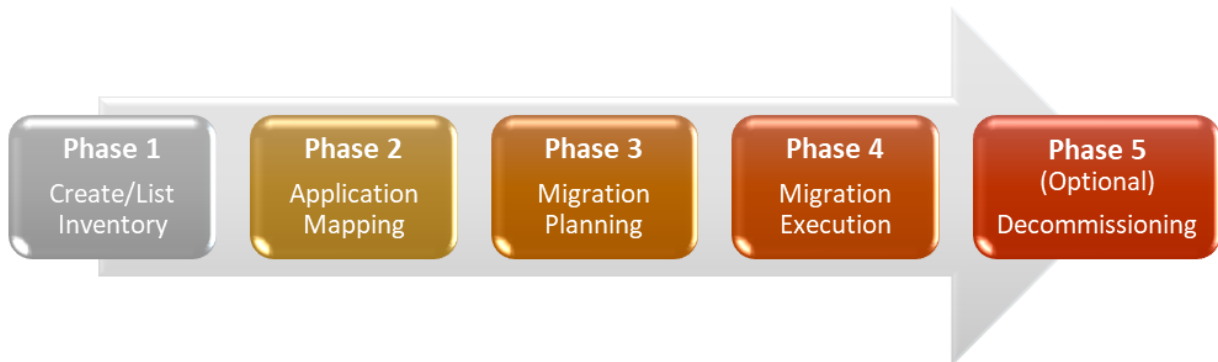 Phase 1
Create/List
Inventory
Phase 2
Application
Mapping
Phase 3
Migration
Planning
Phase 4
Migration
Execution
Phase 5
(Optional)
Decommissioning